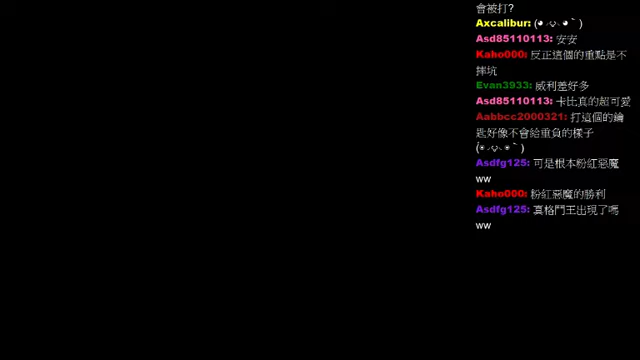 會被打?
Axcalibur: (◕◞౪◟◕‵)
Asd85110113: 安安
Kaho000: 反正這個的重點是不
摔坑
Evan3933: 威利差好多
Asd85110113: 卡比真的超可愛
Aabbcc2000321: 打這個的鑰
匙好像不會給重負的樣子
(◉◞౪◟◉‵)
Asdfg125: 可是根本粉紅惡魔
ww
Kaho000: 粉紅惡魔的勝利
Asdfg125: 真格鬥王出現了嗎
ww